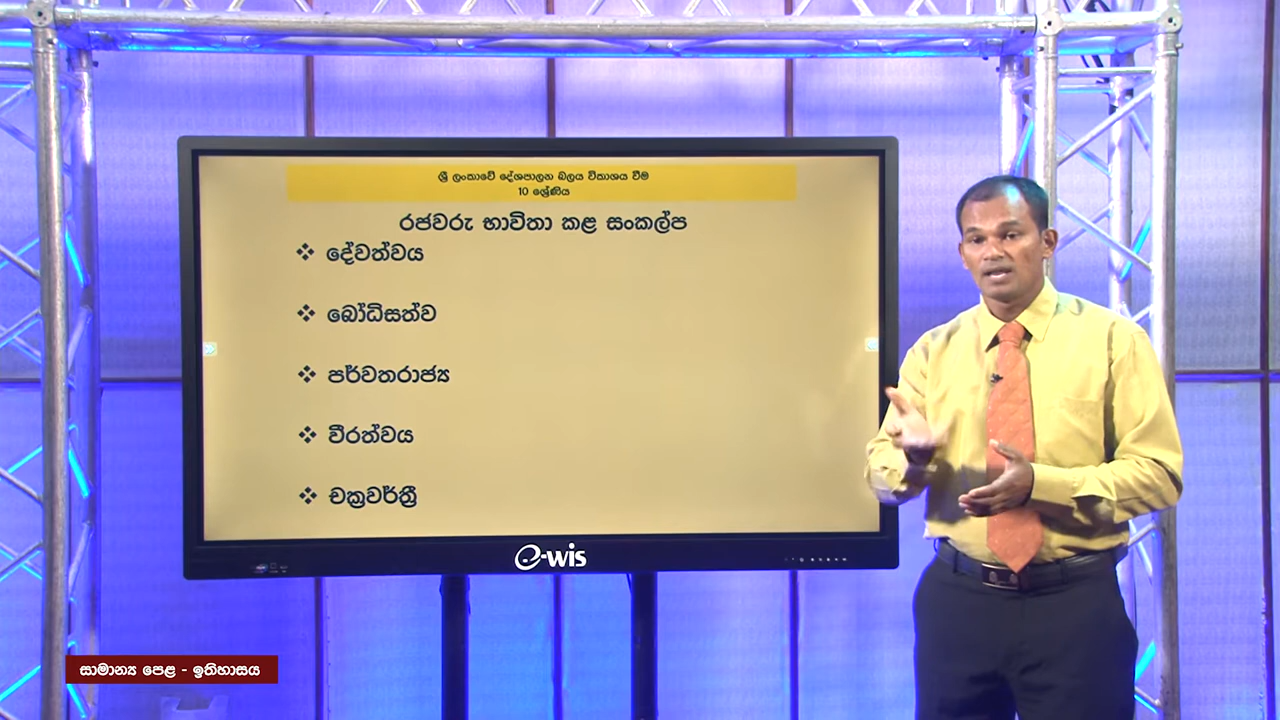 ශ්‍රී ලංකාවේ දේශපාලන බලය විකාශය වීම
10 ශ්‍රේණිය
රජවරු භාවිතා කළ සංකල්ප
❖ දේවත්වය
❖ බෝධිසත්ව
❖ පර්වතරාජ්‍ය
❖ වීරත්වය
❖ චක්‍රවර්ත්‍රී
e-wis
සාමාන්‍ය පෙළ - ඉතිහාසය